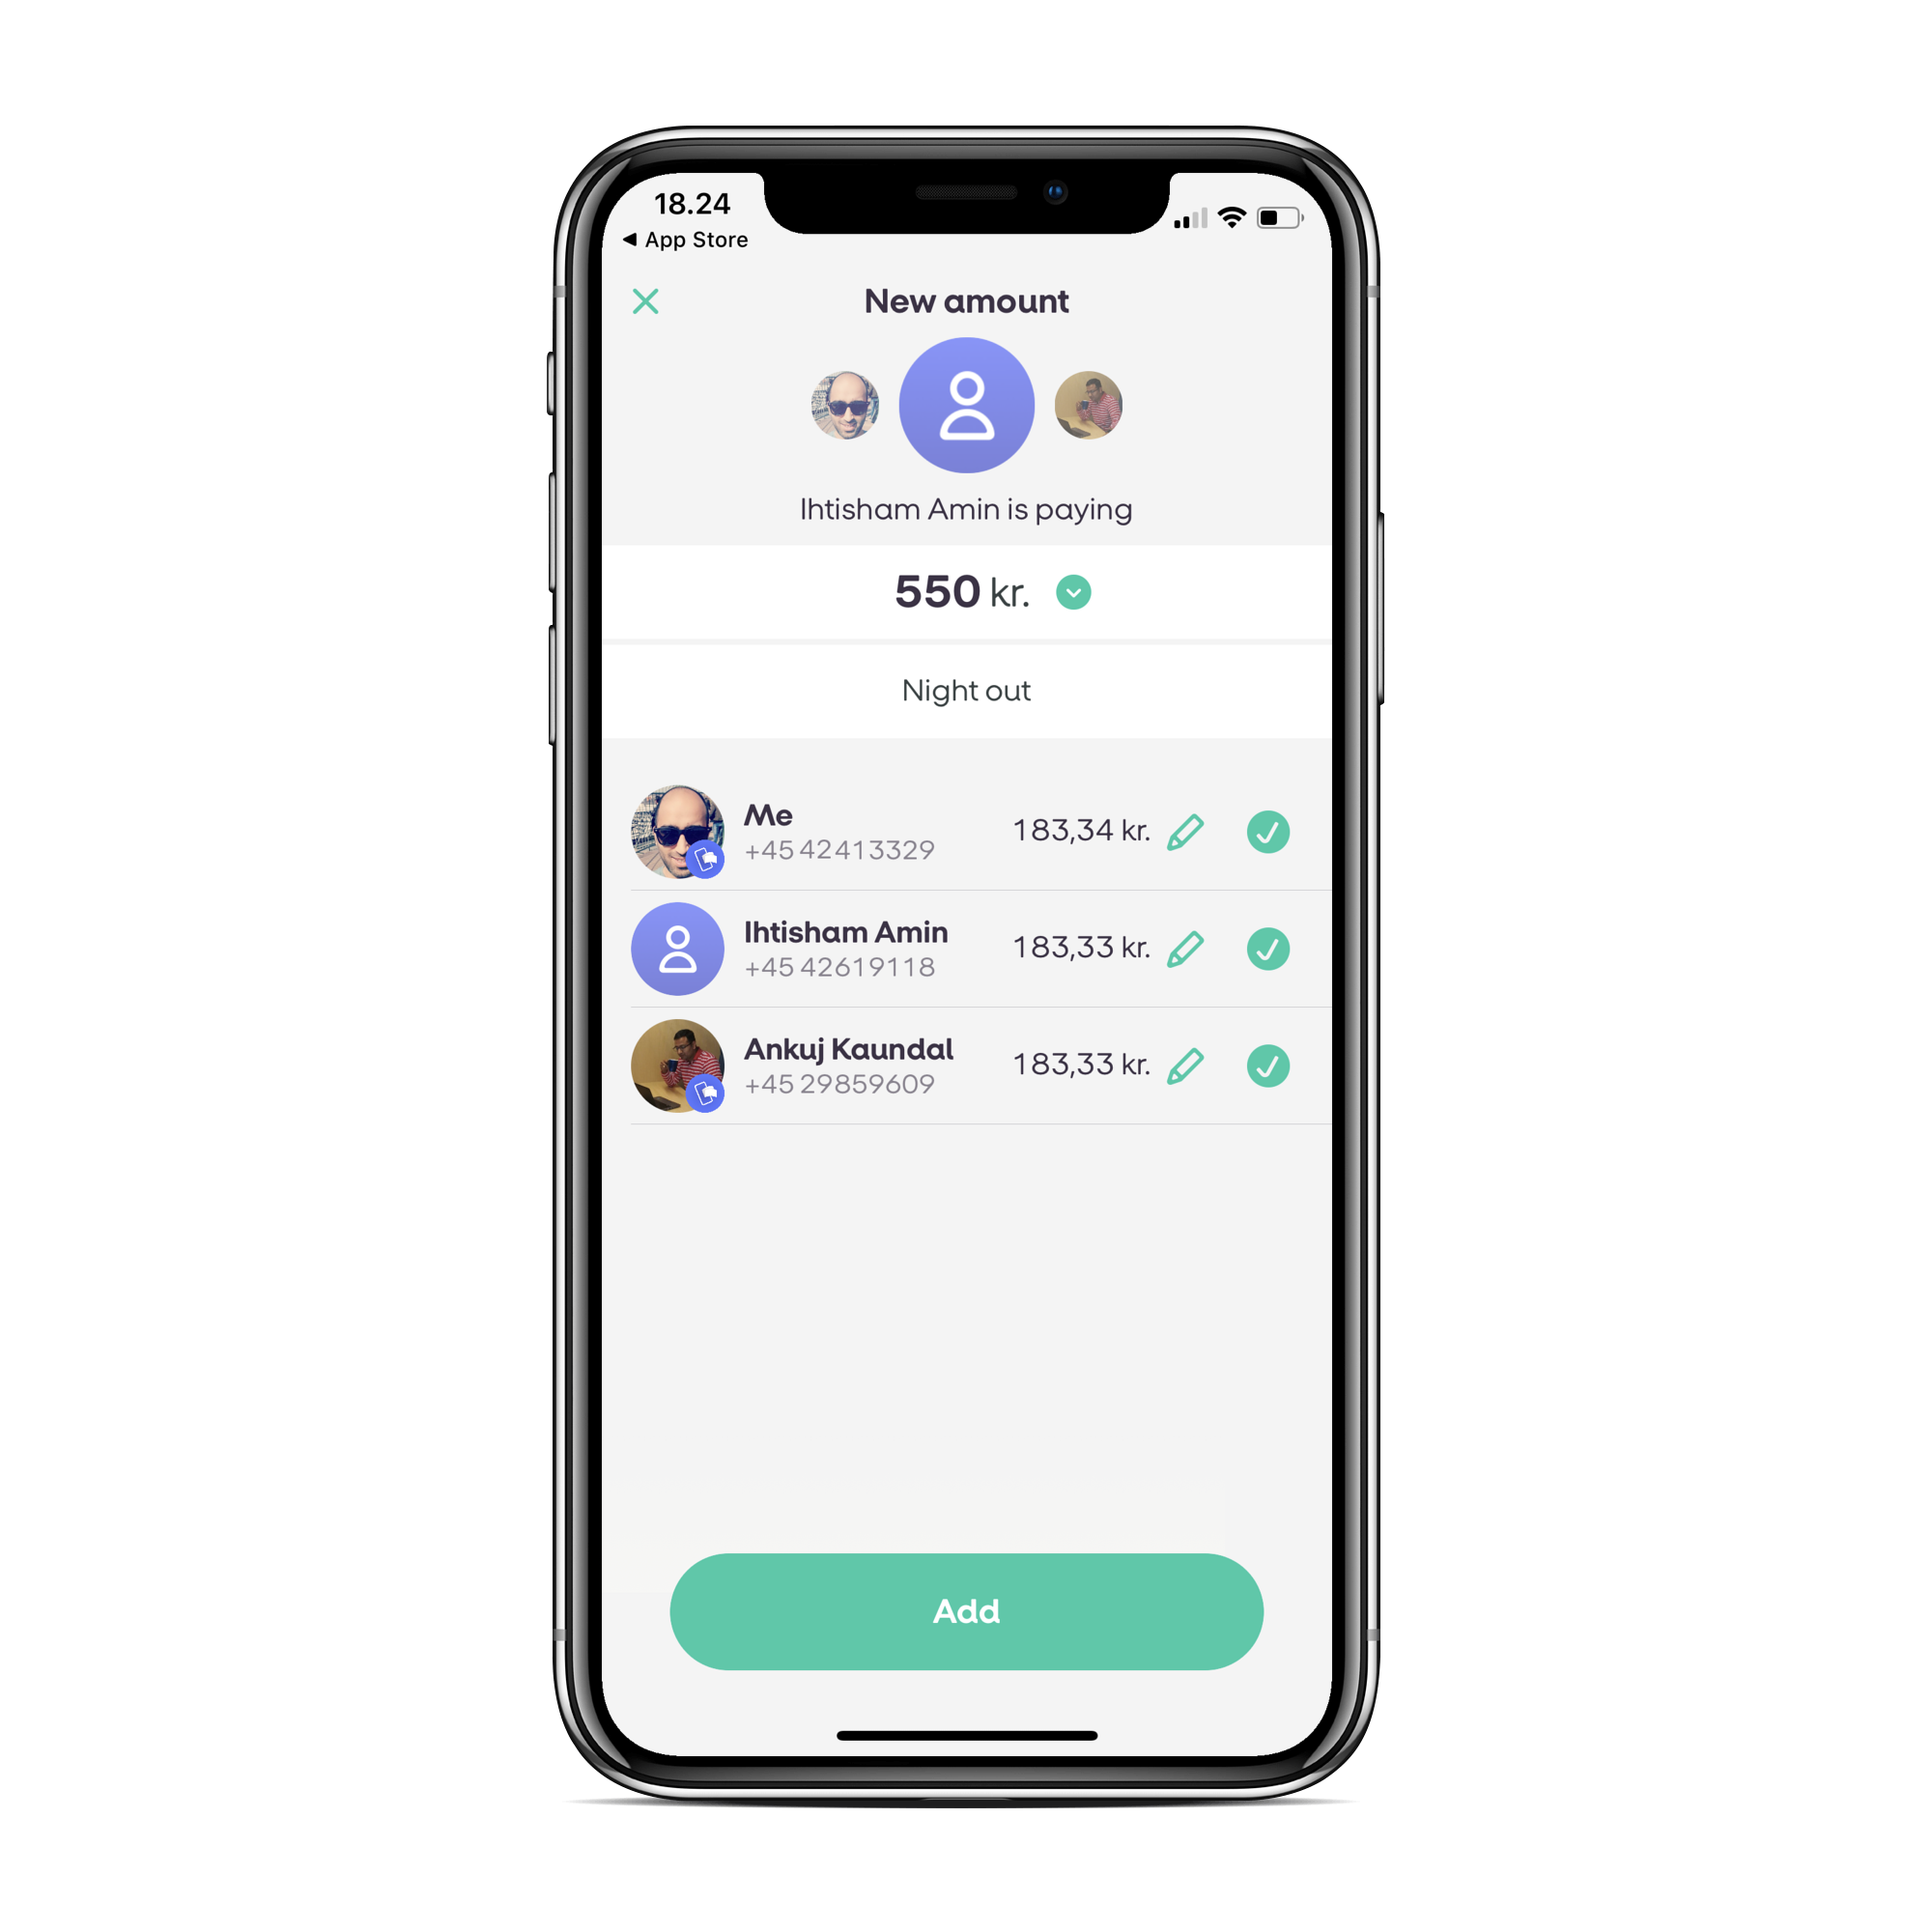 18.24
◀ App Store
New amount
Ihtisham Amin is paying
550 kr.
Night out
Me
+45 42413329
183,34 kr.
Ihtisham Amin
+45 42619118
183,33 kr.
Ankuj Kaundal
+45 29859609
183,33 kr.
Add